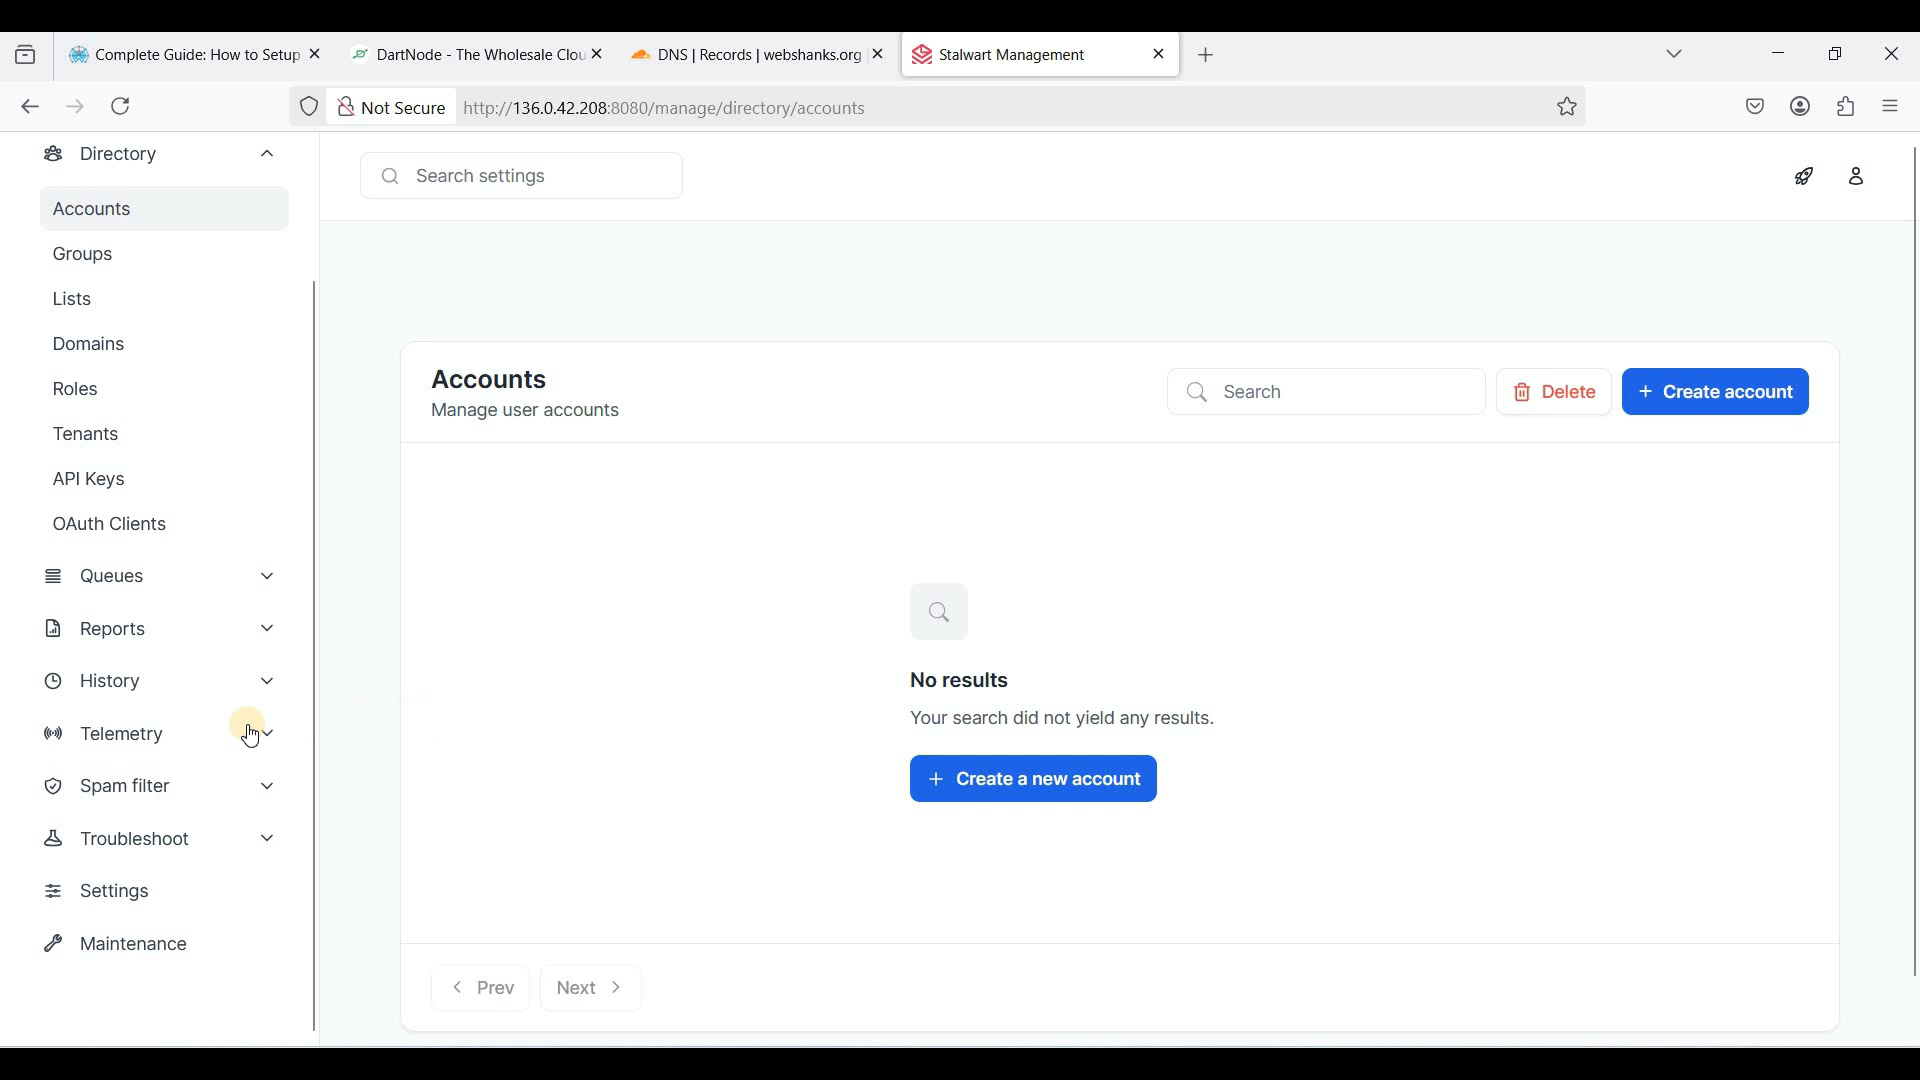 Complete Guide: How to Setup
DartNode - The Wholesale Clou
DNS | Records | webshanks.org
Stalwart Management
Not Secure
http://136.0.42.208:8080/manage/directory/accounts
Directory
Accounts
Groups
Lists
Domains
Roles
Tenants
API Keys
OAuth Clients
Queues
Reports
History
Telemetry
Spam filter
Troubleshoot
Settings
Maintenance
Search settings
Accounts
Manage user accounts
Search
Delete
+ Create account
No results
Your search did not yield any results.
+ Create a new account
Prev
Next